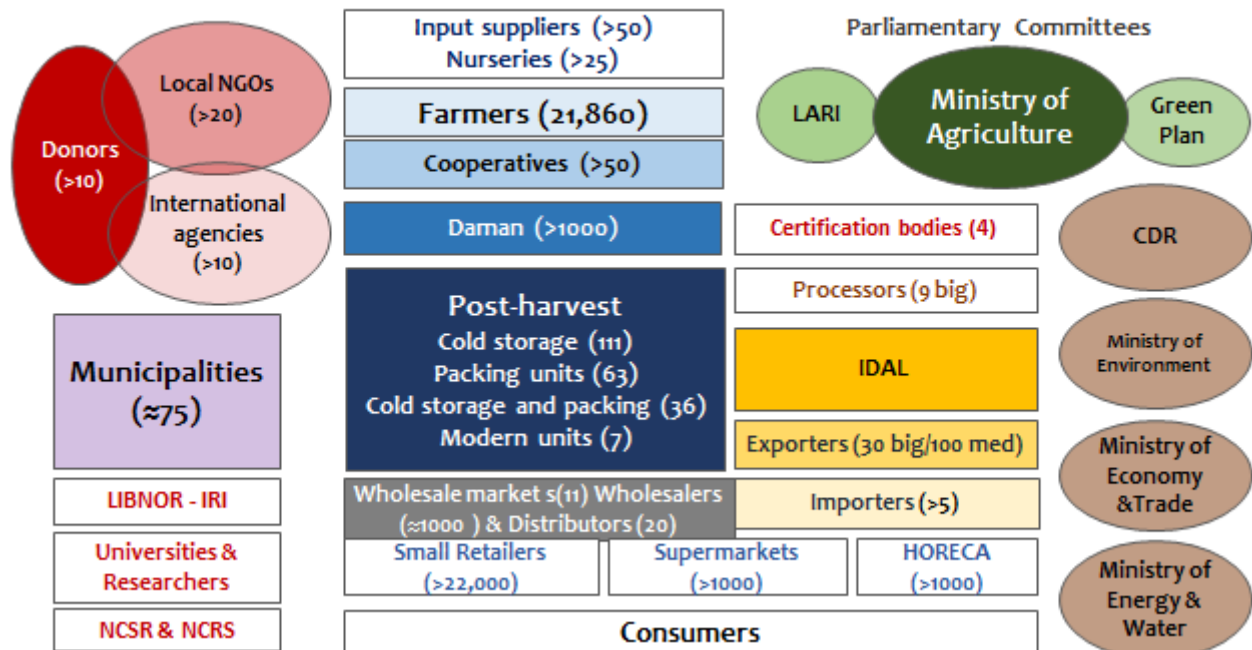 Donors
(>10)
Local NGOs
(>20)
International
agencies
(>10)
Municipalities
(≈75)
LIBNOR - IRI
Universities &
Researchers
NCSR & NCRS
Input suppliers (>50)
Nurseries (>25)
Farmers (21,860)
Cooperatives (>50)
Daman (>1000)
Post-harvest
Cold storage (111)
Packing units (63)
Cold storage and packing (36)
Modern units (7)
Wholesale market s(11) Wholesalers
(≈1000 ) & Distributors (20)
Small Retailers
(>22,000)
Supermarkets
(>1000)
HORECA
(>1000)
Consumers
Parliamentary Committees
LARI
Ministry of
Agriculture
Green
Plan
Certification bodies (4)
Processors (9 big)
IDAL
Exporters (30 big/100 med)
Importers (>5)
CDR
Ministry of
Environment
Ministry of
Economy
&Trade
Ministry of
Energy &
Water